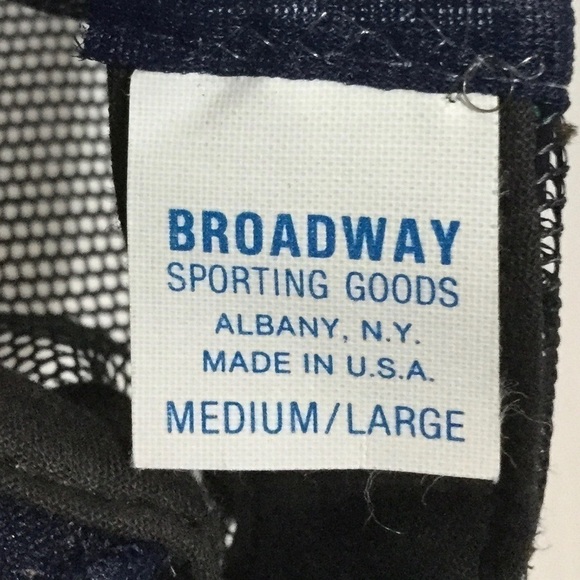 BROADWAY
SPORTING GOODS
ALBANY, N.Y.
MADE IN U.S.A.
MEDIUM/LARGE